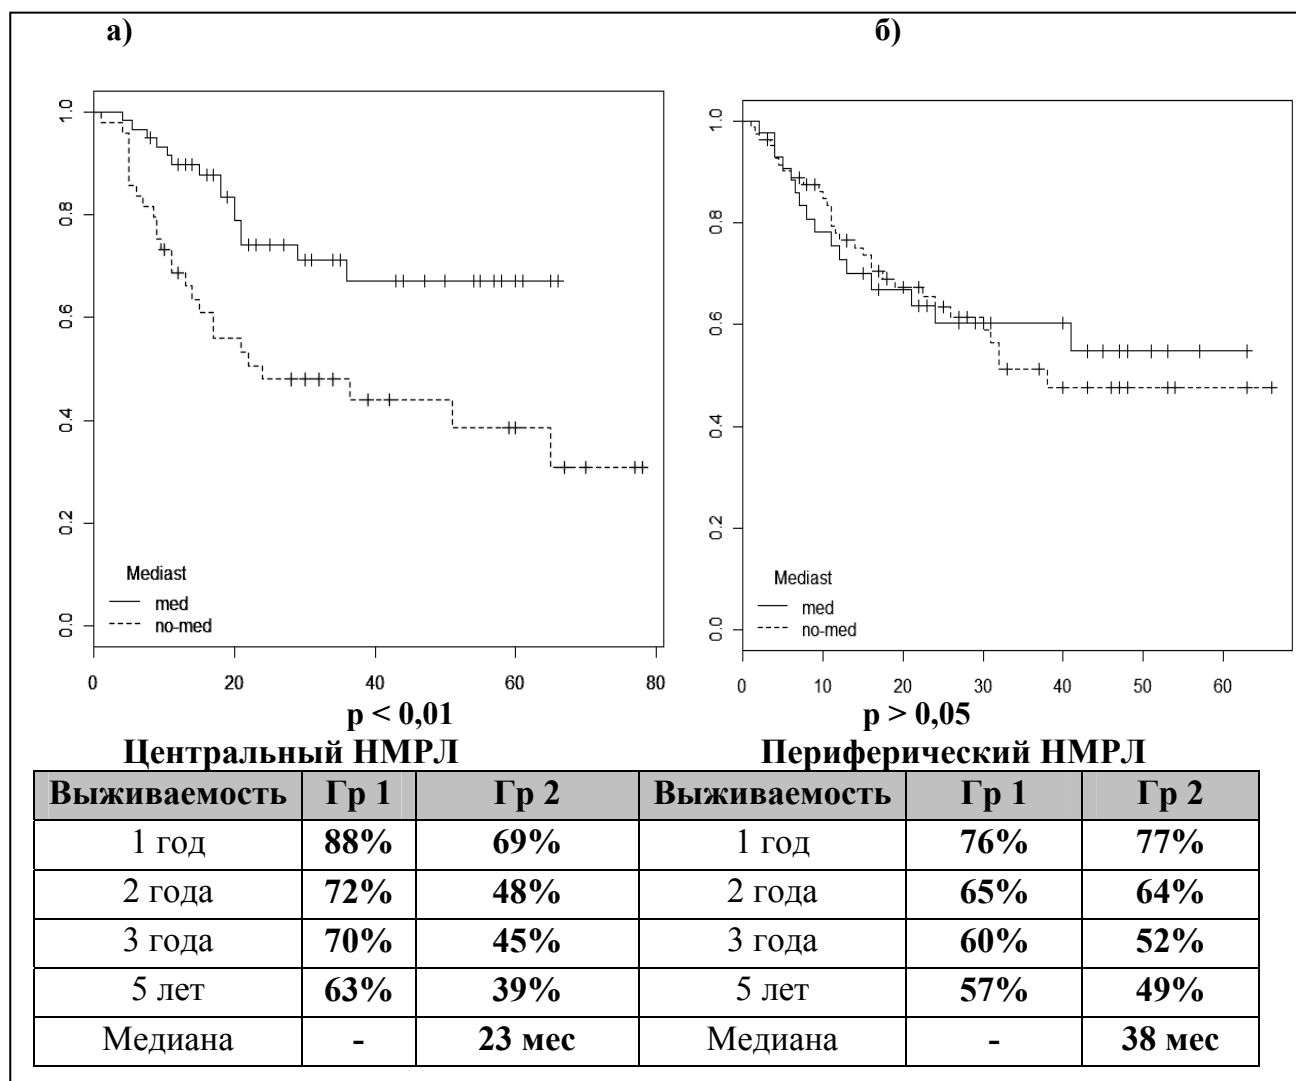 а) б)
1.0
0.8
0.6
0.4
0.2
0.0
Mediast
med
no-med
0 20 40 60 80
1.0
0.8
0.6
0.4
0.2
0.0
Mediast
med
no-med
0 10 20 30 40 50 60
p < 0,01 p > 0,05
Центральный НМРЛ Периферический НМРЛ
Выживаемость Гр 1 Гр 2 Выживаемость Гр 1 Гр 2
1 год 88% 69% 1 год 76% 77%
2 года 72% 48% 2 года 65% 64%
3 года 70% 45% 3 года 60% 52%
5 лет 63% 39% 5 лет 57% 49%
Медиана - 23 мес Медиана - 38 мес